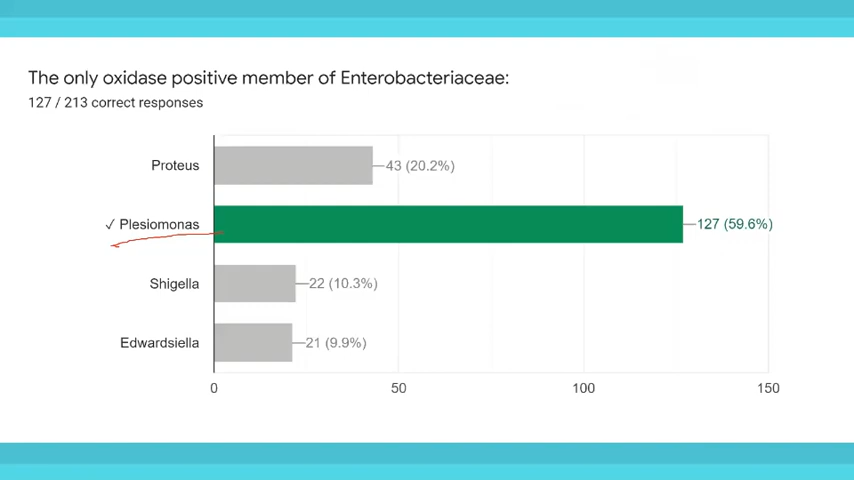 The only oxidase positive member of Enterobacteriaceae:
127 / 213 correct responses
Proteus
43 (20.2%)
✓ Plesiomonas
127 (59.6%)
Shigella
22 (10.3%)
Edwardsiella
21 (9.9%)
0 50 100 150